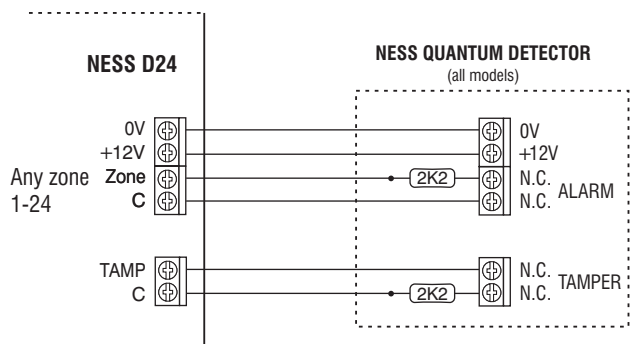 NESS D24
NESS QUANTUM DETECTOR
(all models)
0V
0V
+12V
+12V
Any zone
1-24
Zone
2K2
N.C.
ALARM
C
N.C.
TAMP
N.C.
TAMPER
C
2K2
N.C.